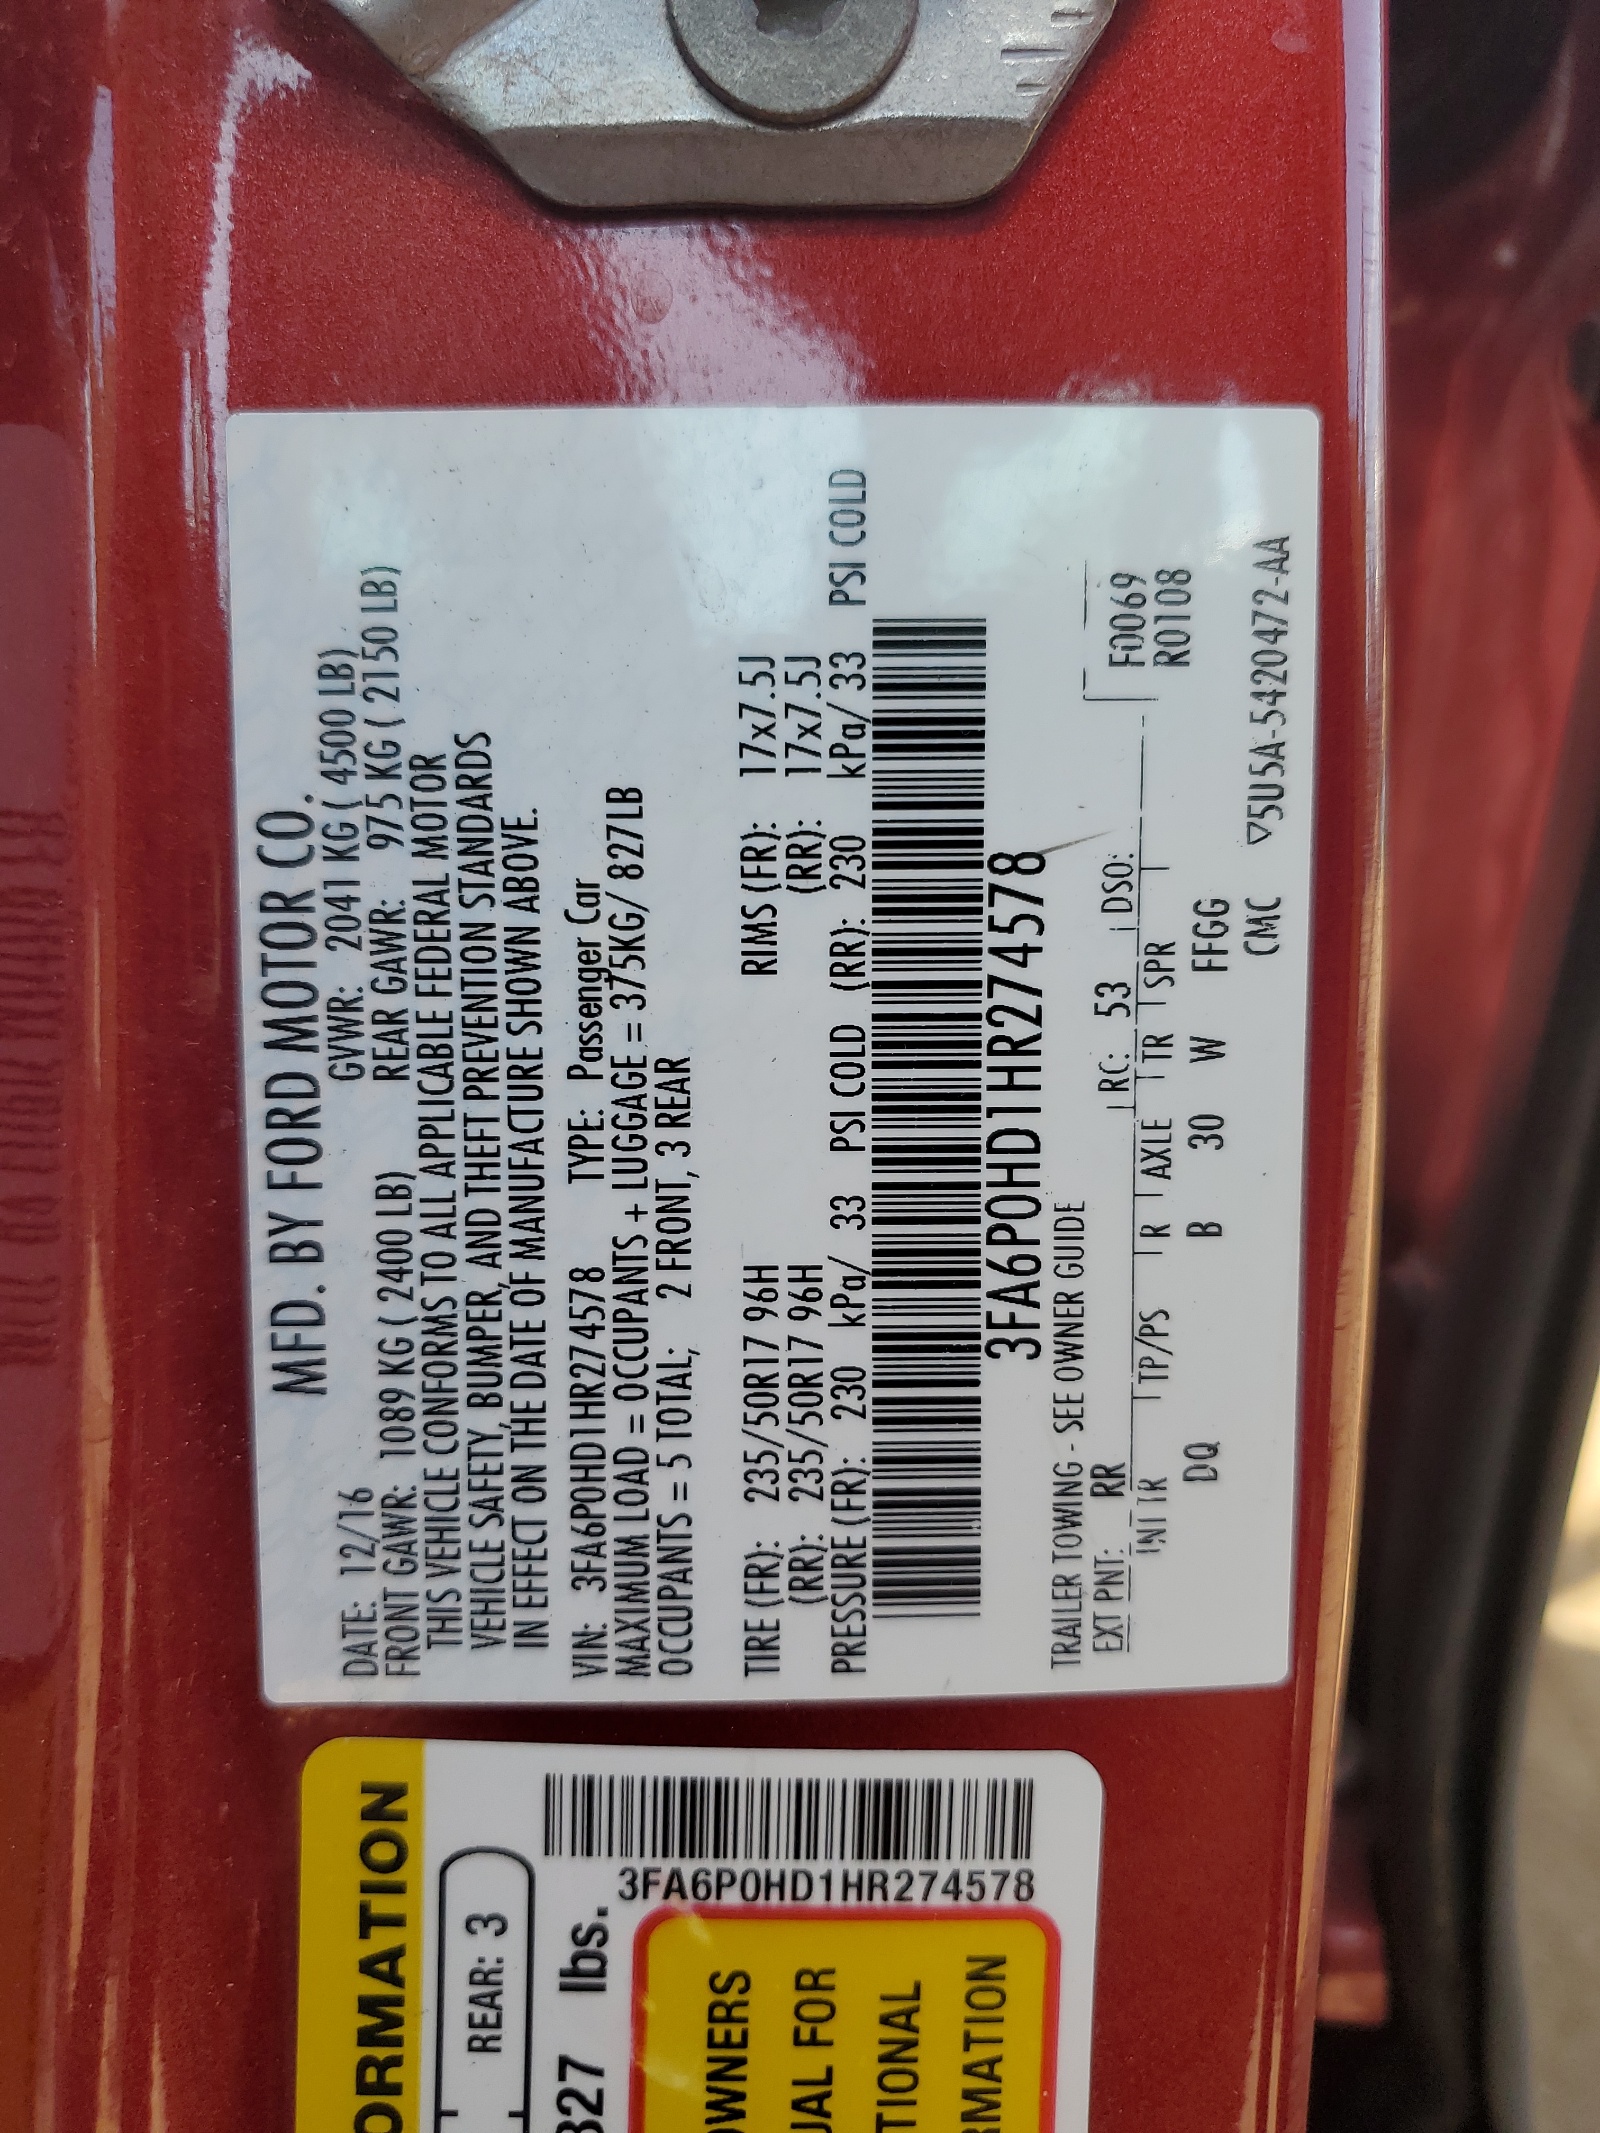 MFD. BY FORD MOTOR CO.
DATE: 12/16 GVWR: 2041 KG ( 4500 LB)
FRONT GAWR: 1089 KG ( 2400 LB) REAR GAWR: 975 KG ( 2150 LB)
THIS VEHICLE CONFORMS TO ALL APPLICABLE FEDERAL MOTOR
VEHICLE SAFETY, BUMPER, AND THEFT PREVENTION STANDARDS
IN EFFECT ON THE DATE OF MANUFACTURE SHOWN ABOVE.
VIN: 3FA6P0HD1HR274578 TYPE: Passenger Car
MAXIMUM LOAD = OCCUPANTS + LUGGAGE = 375KG/ 827LB
OCCUPANTS = 5 TOTAL; 2 FRONT, 3 REAR
TIRE (FR): 235/50R17 96H RIMS (FR): 17x7.5J
(RR): 235/50R17 96H (RR): 17x7.5J
PRESSURE (FR): 230 kPa/ 33 PSI COLD (RR): 230 kPa/ 33 PSI COLD
3FA6P0HD1HR274578
TRAILER TOWING - SEE OWNER GUIDE
EXT PNT: RR RC: 53 DSO: F0069
INT TR TP/PS R AXLE TR SPR R0108
DQ B 30 W FFGG
CMC ▽5U5A-5420472-AA
ORMATION
REAR: 3
827 lbs.
3FA6P0HD1HR274578
OWNERS
UAL FOR
TIONAL
RMATION